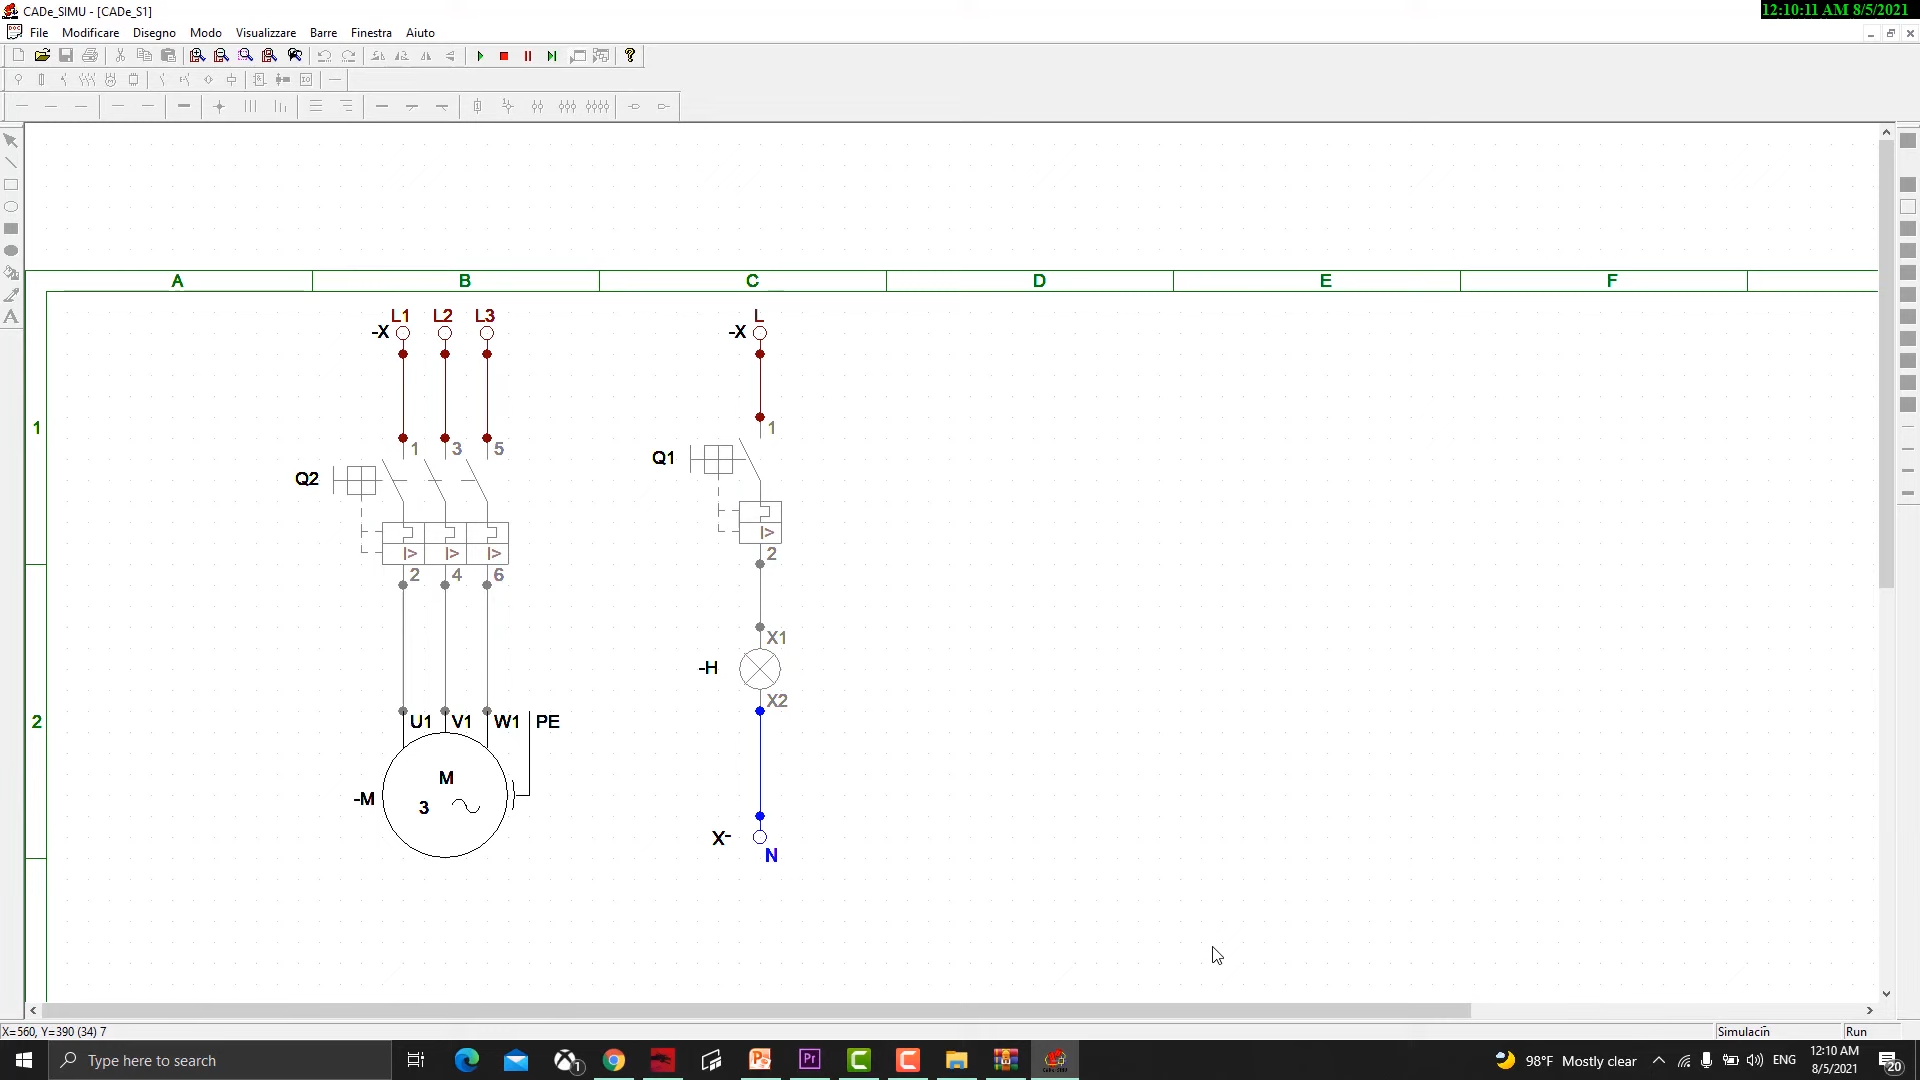 CADe_SIMU - [CADe_S1]
12:10:11 AM 8/5/2021
File Modificare Disegno Modo Visualizzare Barre Finestra Aiuto
A B C D E F
L1 L2 L3 L
-X -X
1
1 3 5 1
Q2 Q1
I> I> I> I>
2 4 6 2
X1
-H
X2
2
U1 V1 W1 PE
M
-M 3
X-
N
X=560, Y=390 (34) 7
Simulacin Run
Type here to search
98°F Mostly clear
ENG
12:10 AM
8/5/2021
20